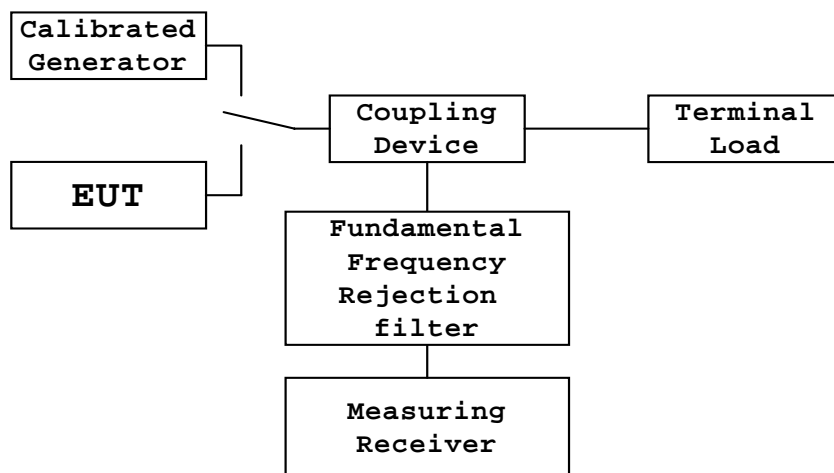 Calibrated
Generator
Coupling
Device
Terminal
Load
EUT
Fundamental
Frequency
Rejection
filter
Measuring
Receiver